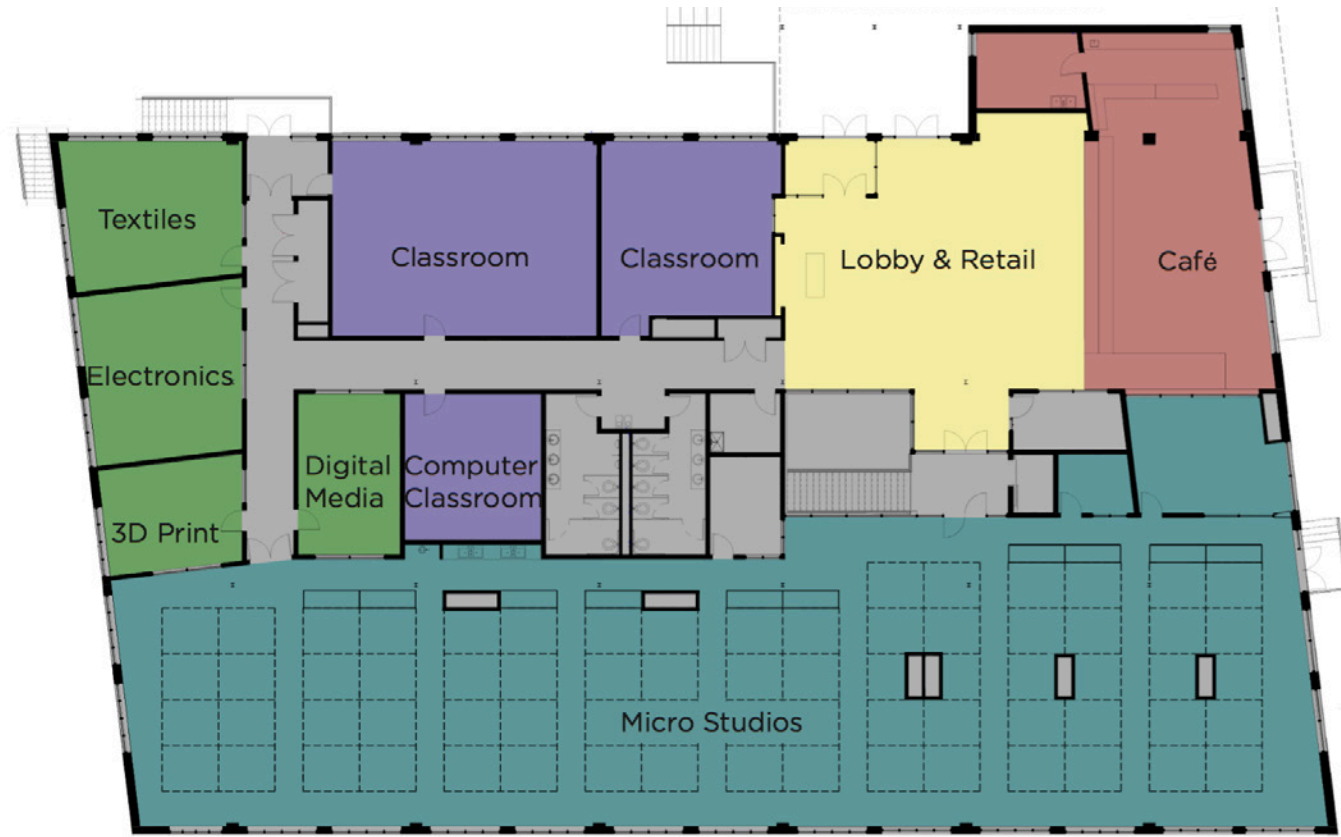 Textiles
Classroom
Classroom
Lobby & Retail
Café
Electronics
Digital
Media
Computer
Classroom
3D Print
Micro Studios